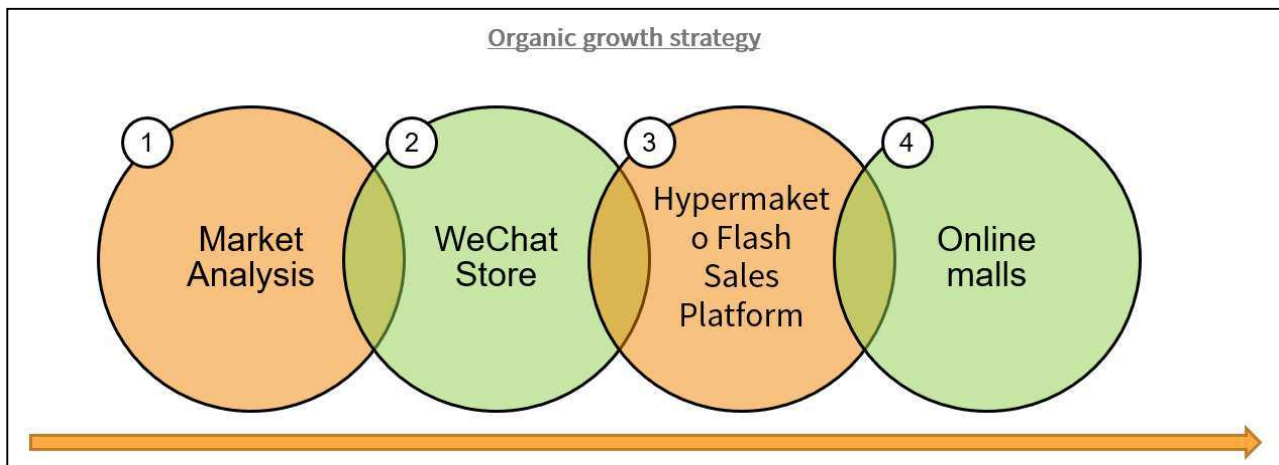 Organic growth strategy
1
Market
Analysis
2
WeChat
Store
3
Hypermaket
o Flash
Sales
Platform
4
Online
malls